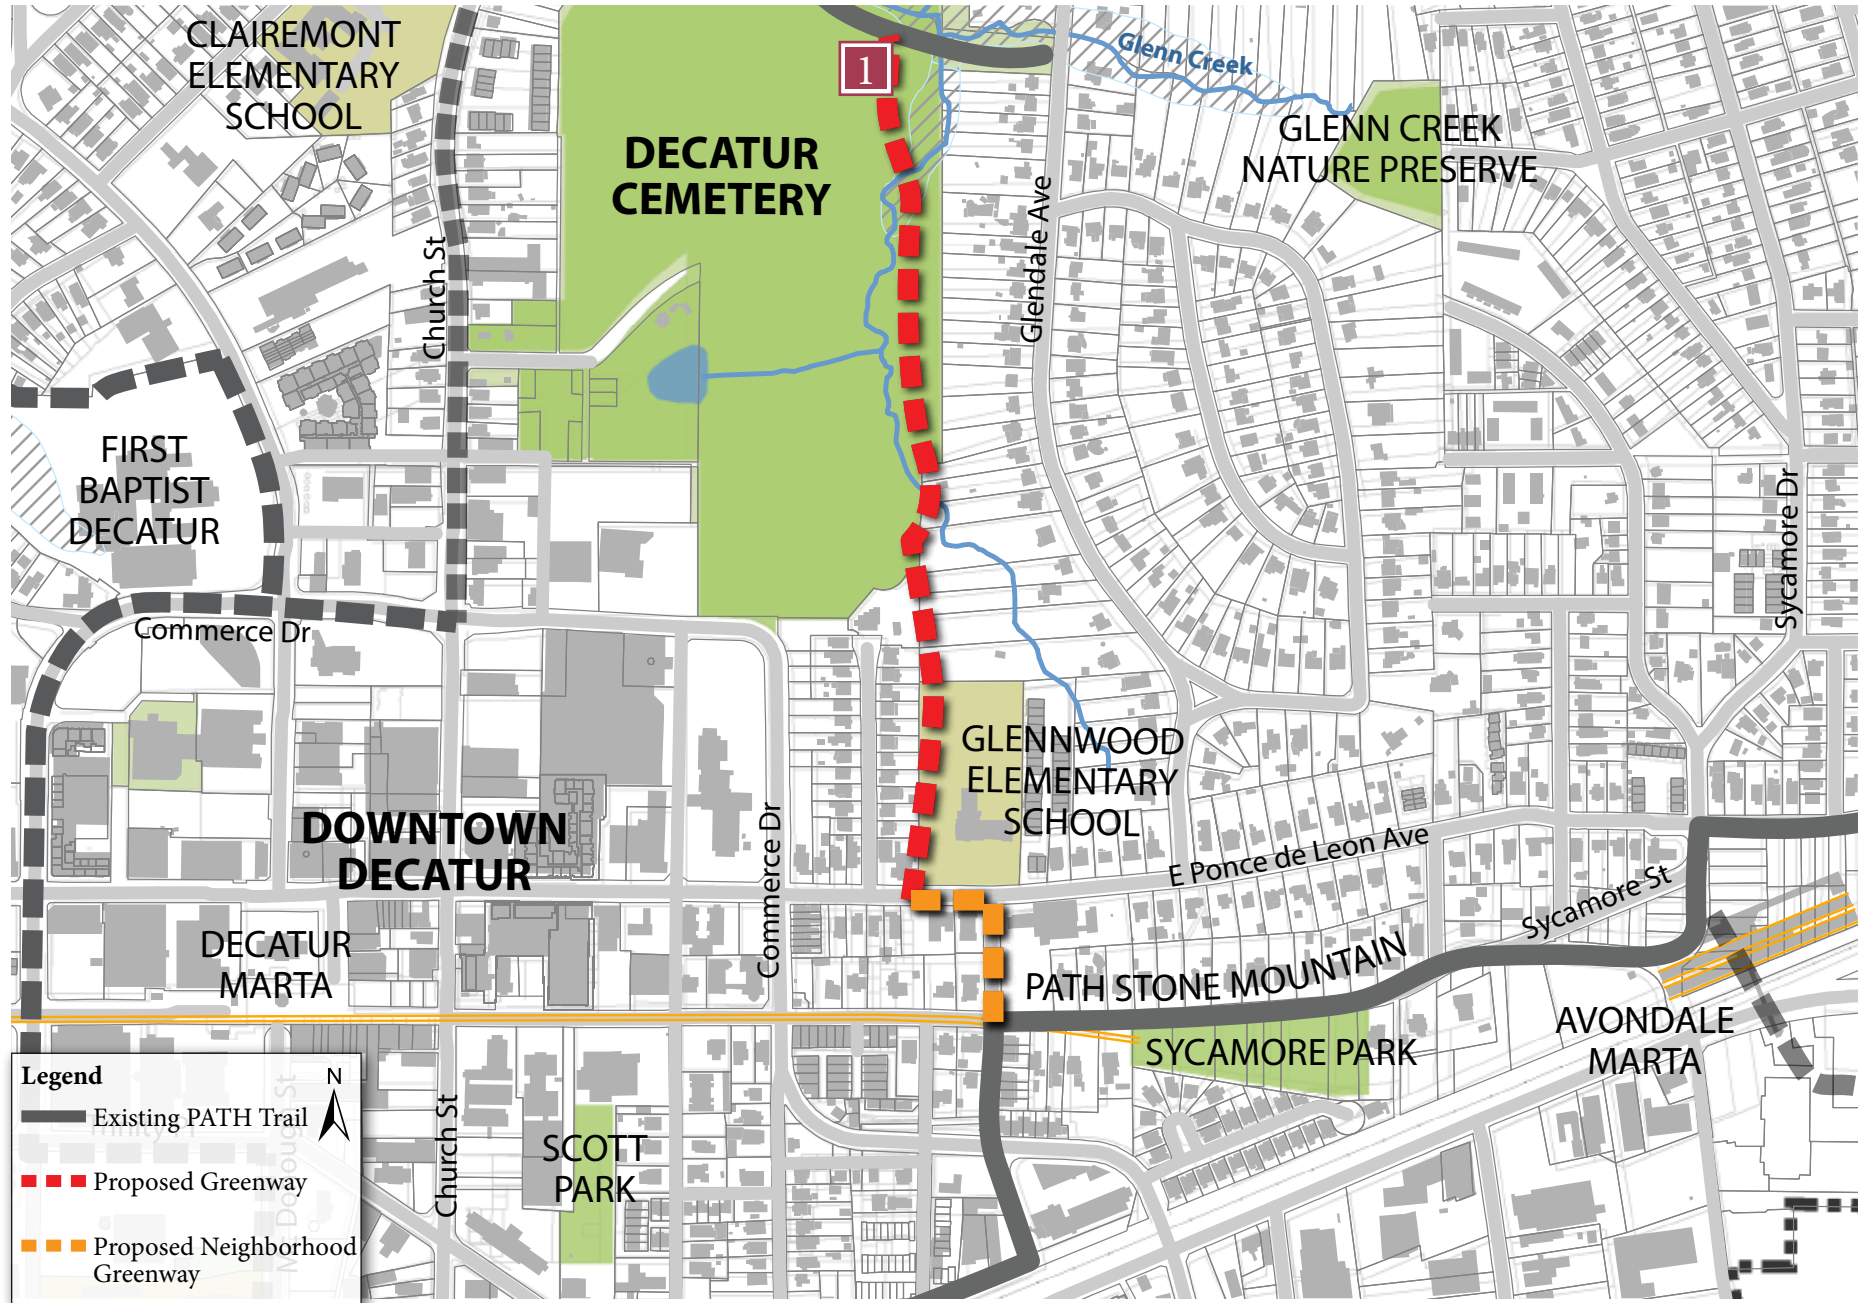 CLAIREMONT
ELEMENTARY
SCHOOL
1
Glenn Creek
DECATUR
CEMETERY
GLENN CREEK
NATURE PRESERVE
Church St
Glendale Ave
FIRST
BAPTIST
DECATUR
Sycamore Dr
Commerce Dr
GLENNWOOD
ELEMENTARY
SCHOOL
DOWNTOWN
DECATUR
Commerce Dr
E Ponce de Leon Ave
Sycamore St
DECATUR
MARTA
PATH STONE MOUNTAIN
AVONDALE
MARTA
SYCAMORE PARK
Church St
SCOTT
PARK
Legend
N
Existing PATH Trail
Proposed Greenway
Proposed Neighborhood
Greenway